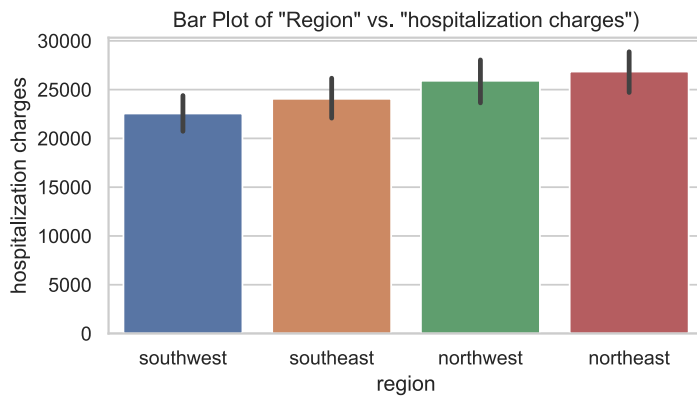 Bar Plot of "Region" vs. "hospitalization charges")
hospitalization charges
30000
25000
20000
15000
10000
5000
0
southwest southeast northwest northeast
region